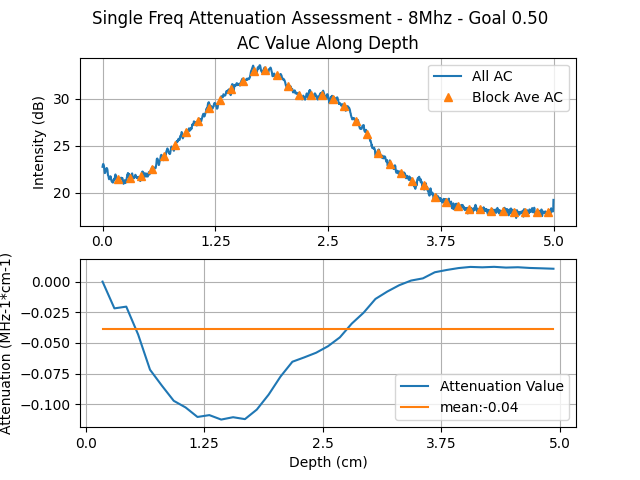 Single Freq Attenuation Assessment - 8Mhz - Goal 0.50
AC Value Along Depth
Intensity (dB)
30
25
20
All AC
Block Ave AC
0.0 1.25 2.5 3.75 5.0
Attenuation (MHz-1*cm-1)
0.000
−0.025
−0.050
−0.075
−0.100
Attenuation Value
mean:-0.04
0.0 1.25 2.5 3.75 5.0
Depth (cm)